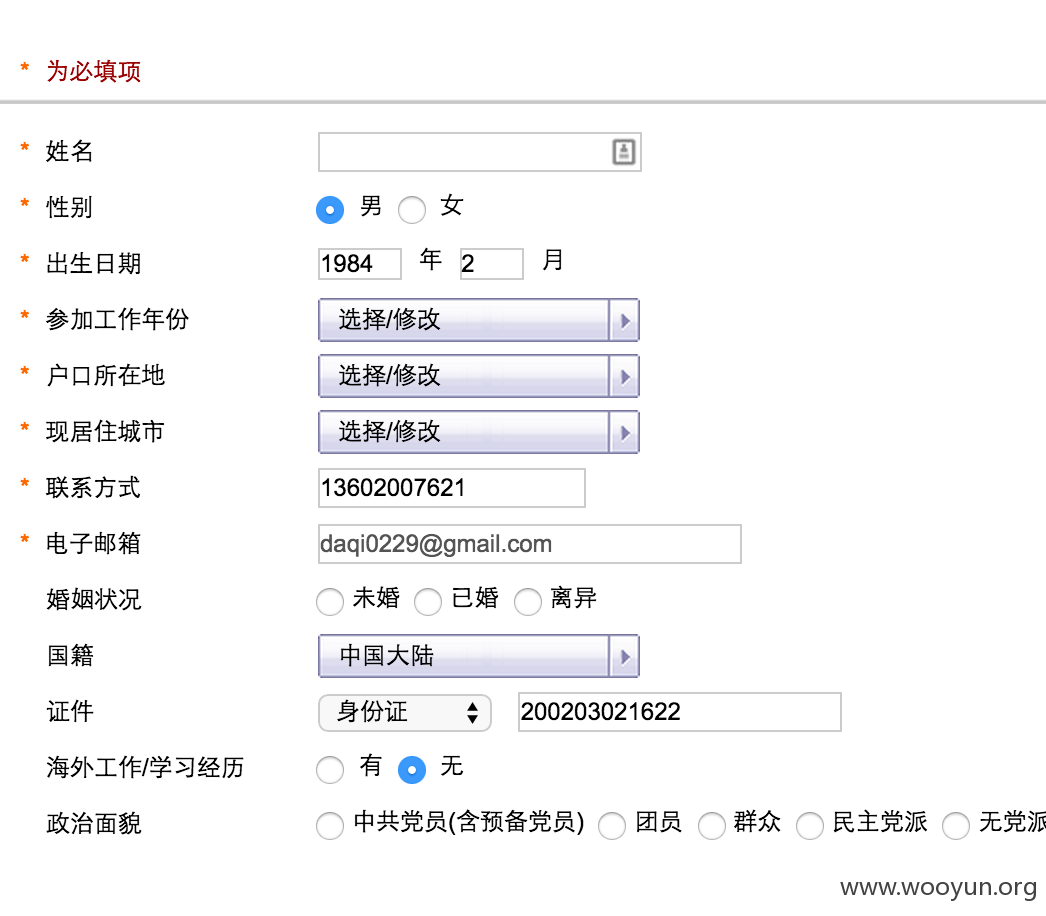 * 为必填项
* 姓名
* 性别 男 女
* 出生日期 1984 年 2 月
* 参加工作年份 选择/修改
* 户口所在地 选择/修改
* 现居住城市 选择/修改
* 联系方式 13602007621
* 电子邮箱 daqi0229@gmail.com
婚姻状况 未婚 已婚 离异
国籍 中国大陆
证件 身份证 200203021622
海外工作/学习经历 有 无
政治面貌 中共党员(含预备党员) 团员 群众 民主党派 无党派
www.wooyun.org